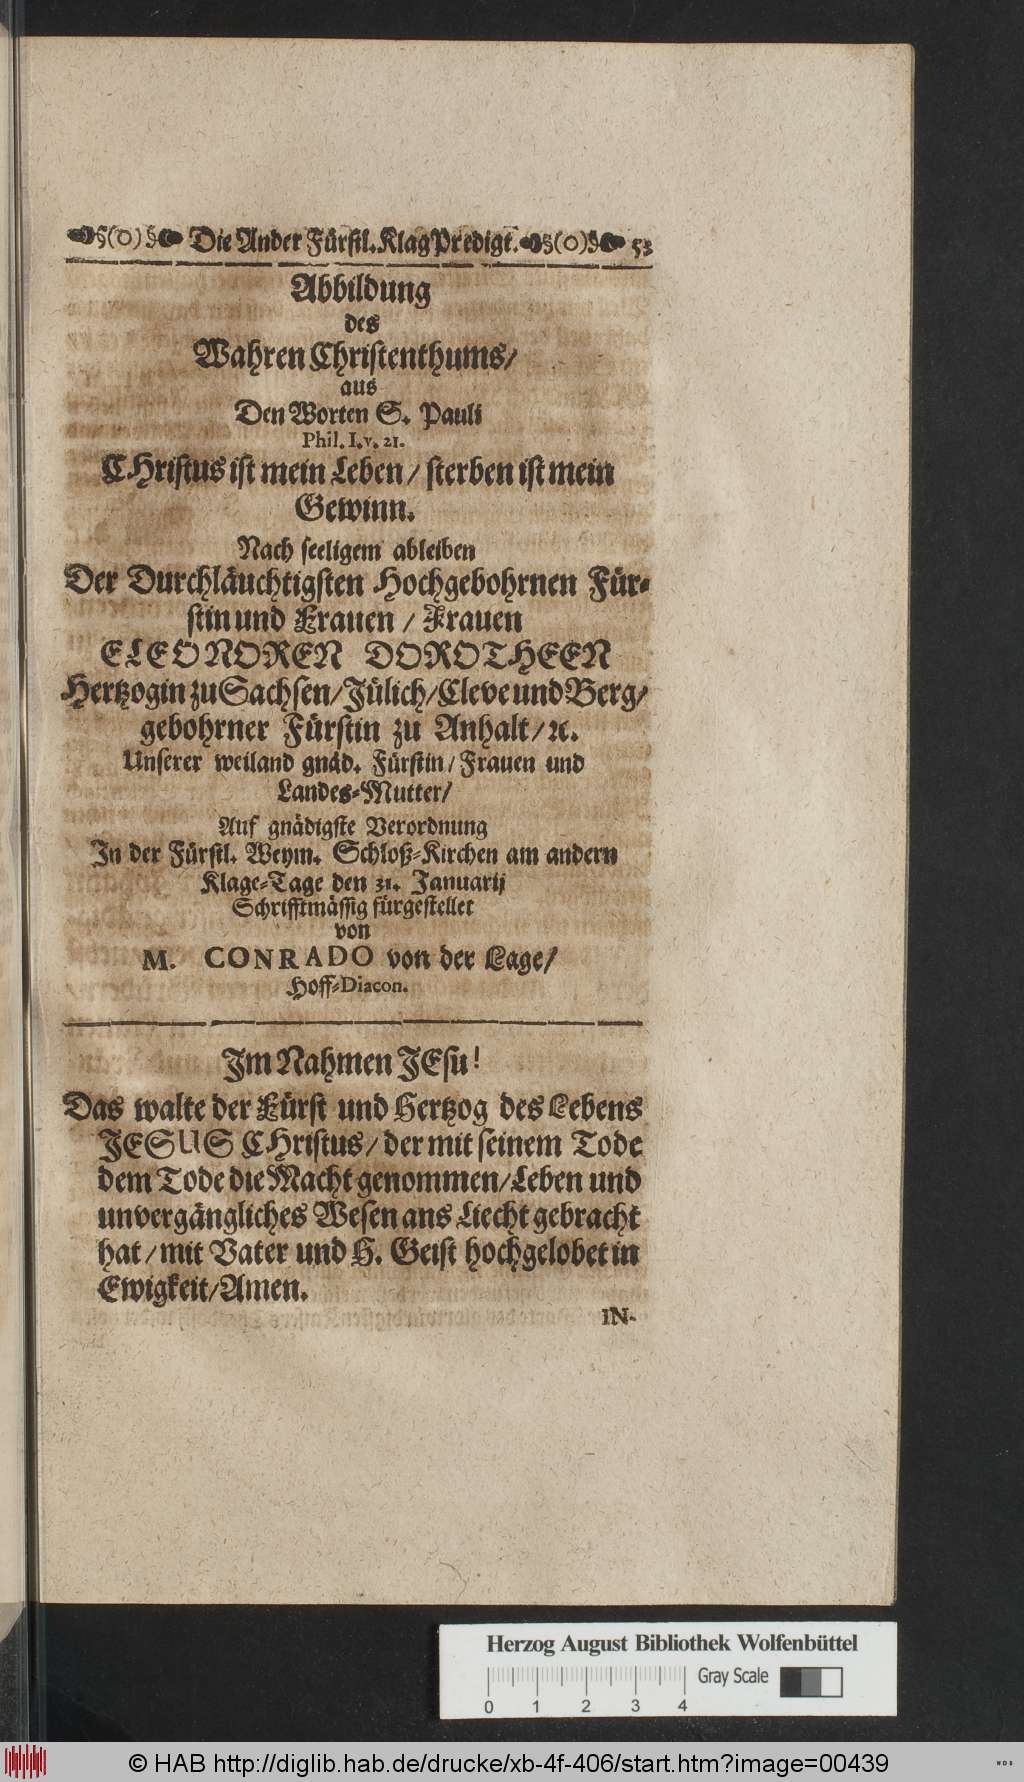 §(o)§ Die Ander Fürstl. Klag Predigt. §(o)§ 53
Abbildung
des
Wahren Christenthums/
aus
Den Worten S. Pauli
Phil. I. v. 21.
CHristus ist mein Leben/ sterben ist mein
Gewinn.
Nach seeligem ableiben
Der Durchläuchtigsten Hochgebohrnen Für-
stin und Frauen / Frauen
ELEONOREN DOROTHEEN
Hertzogin zu Sachsen/ Jülich/ Cleve und Berg/
gebohrner Fürstin zu Anhalt/ ꝛc.
Unserer weiland gnäd. Fürstin/ Frauen und
Landes-Mutter/
Auf gnädigste Verordnung
In der Fürstl. Weym. Schloß-Kirchen am andern
Klage-Tage den 31. Januarij
Schrifftmässig fürgestellet
von
M. CONRADO von der Lage/
Hoff-Diacon.
Im Nahmen JEsu!
Das walte der Fürst und Hertzog des Lebens
JESUS CHristus/ der mit seinem Tode
dem Tode die Macht genommen/ Leben und
unvergängliches Wesen ans Liecht gebracht
hat/ mit Vater und H. Geist hochgelobet in
Ewigkeit/ Amen.
IN-
Herzog August Bibliothek Wolfenbüttel
Gray Scale
0 1 2 3 4
© HAB http://diglib.hab.de/drucke/xb-4f-406/start.htm?image=00439